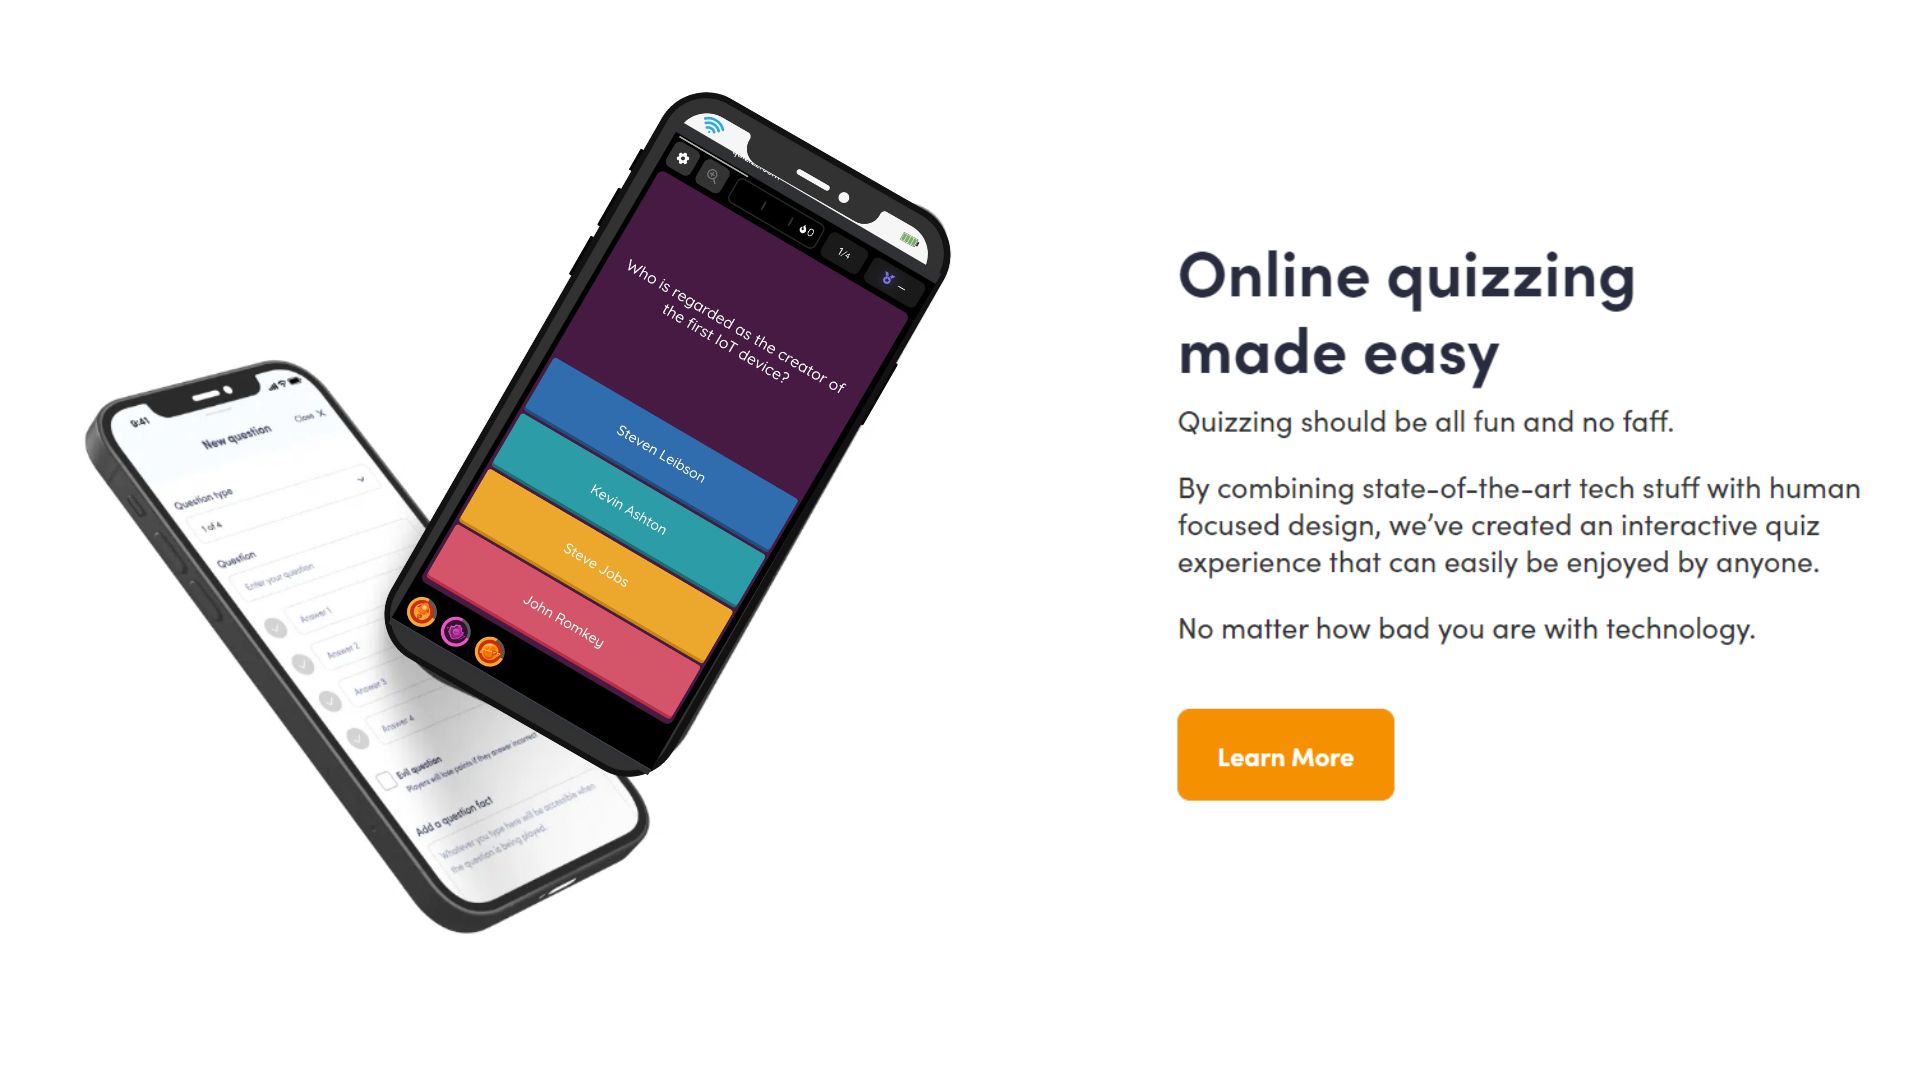 Who is regarded as the creator of
the first IoT device?
Steven Leibson
Kevin Ashton
Steve Jobs
John Romkey
0
1/4
9:41
Close X
New question
Question type
1 of 4
Question
Enter your question
Answer 1
Answer 2
Answer 3
Answer 4
Evil question
Players will lose points if they answer incorrect
Add a question fact
Whatever you type here will be accessible when
the question is being played.
Online quizzing
made easy
Quizzing should be all fun and no faff.
By combining state-of-the-art tech stuff with human
focused design, we’ve created an interactive quiz
experience that can easily be enjoyed by anyone.
No matter how bad you are with technology.
Learn More